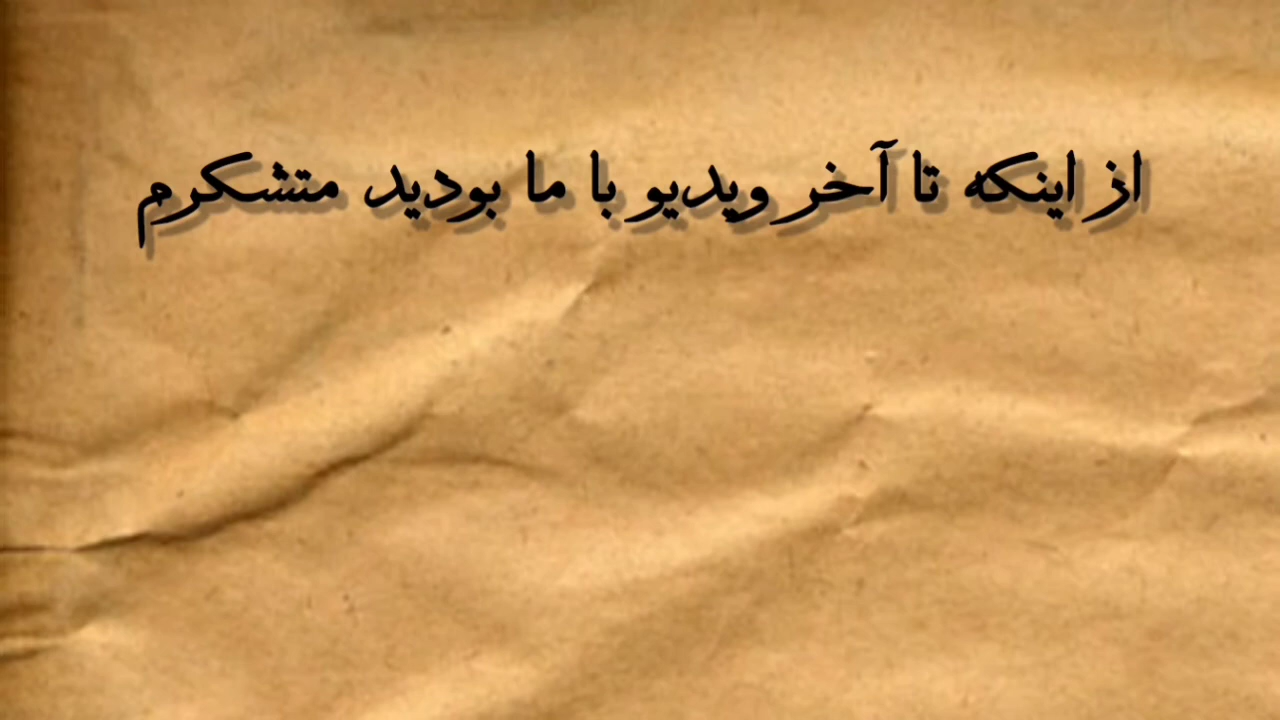 از اینکه تا آخر ویدیو با ما بودید متشکرم